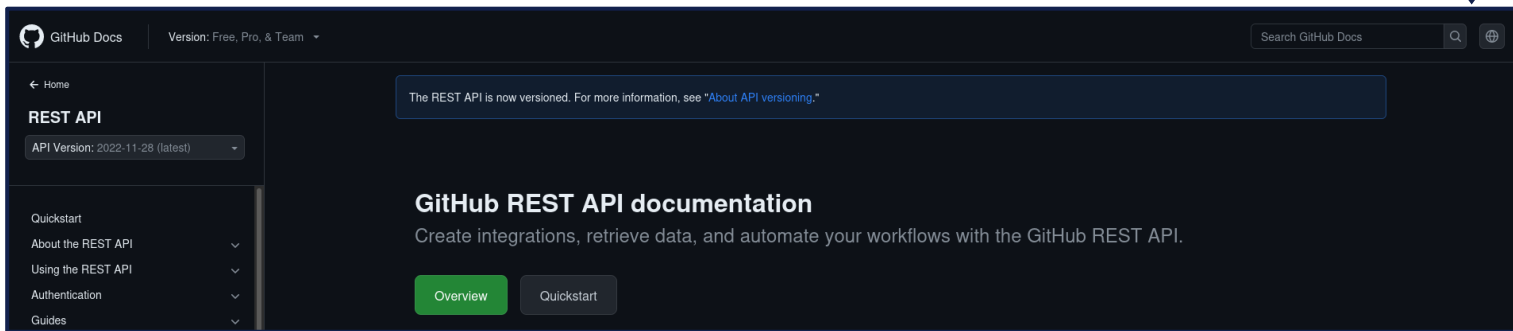 GitHub Docs
Version: Free, Pro, & Team
Search GitHub Docs
Home
REST API
API Version: 2022-11-28 (latest)
Quickstart
About the REST API
Using the REST API
Authentication
Guides
The REST API is now versioned. For more information, see "About API versioning."
GitHub REST API documentation
Create integrations, retrieve data, and automate your workflows with the GitHub REST API.
Overview
Quickstart